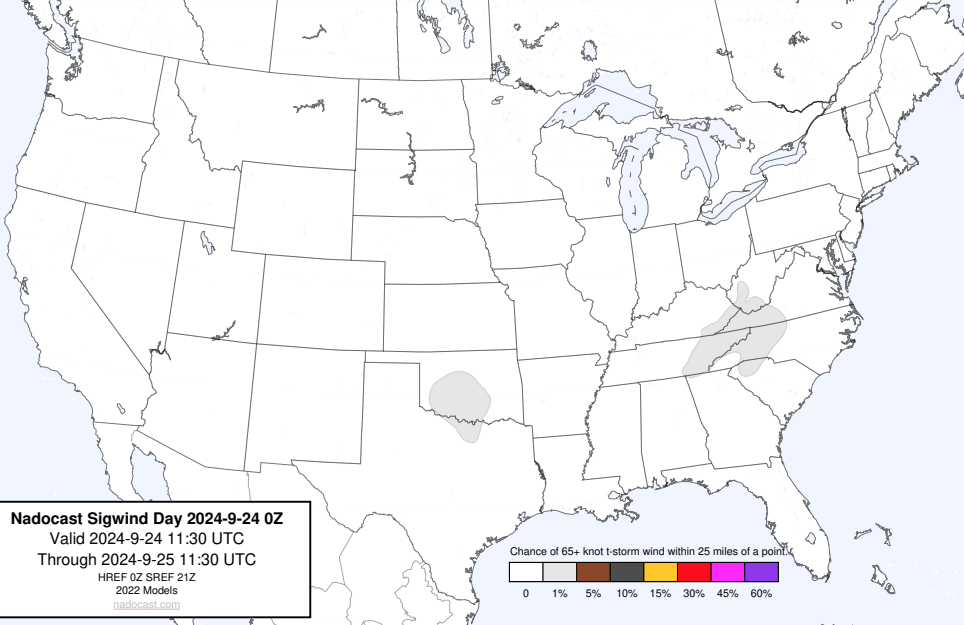 Nadocast Sigwind Day 2024-9-24 0Z
Valid 2024-9-24 11:30 UTC
Through 2024-9-25 11:30 UTC
HREF 0Z SREF 21Z
2022 Models
nadocast.com
Chance of 65+ knot t-storm wind within 25 miles of a point.
0 1% 5% 10% 15% 30% 45% 60%